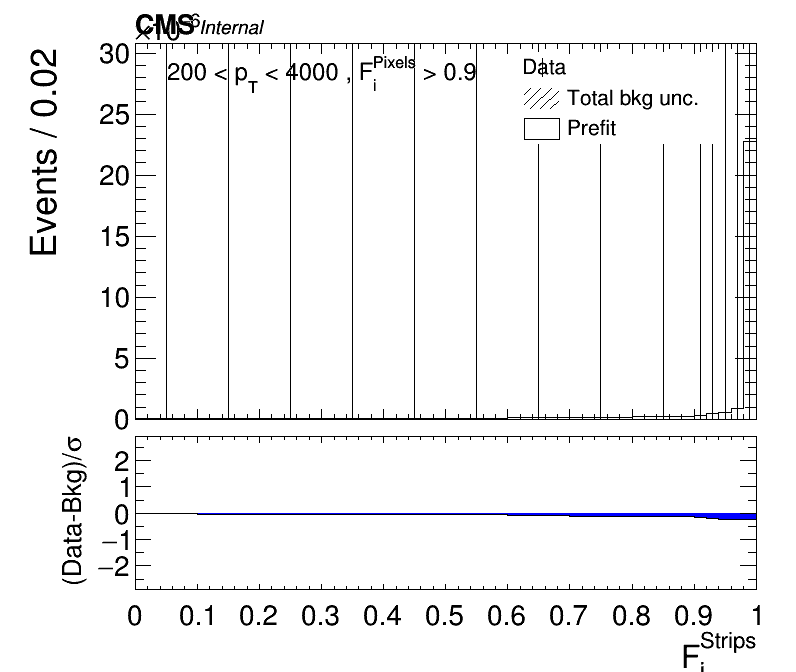 CMS Internal
×10⁻⁶
200 < p_T < 4000 , F_i^Pixels > 0.9
Data
Total bkg unc.
Prefit
Events / 0.02
30
25
20
15
10
5
0
(Data-Bkg)/σ
2
1
0
−1
−2
0 0.1 0.2 0.3 0.4 0.5 0.6 0.7 0.8 0.9 1
F_i^Strips